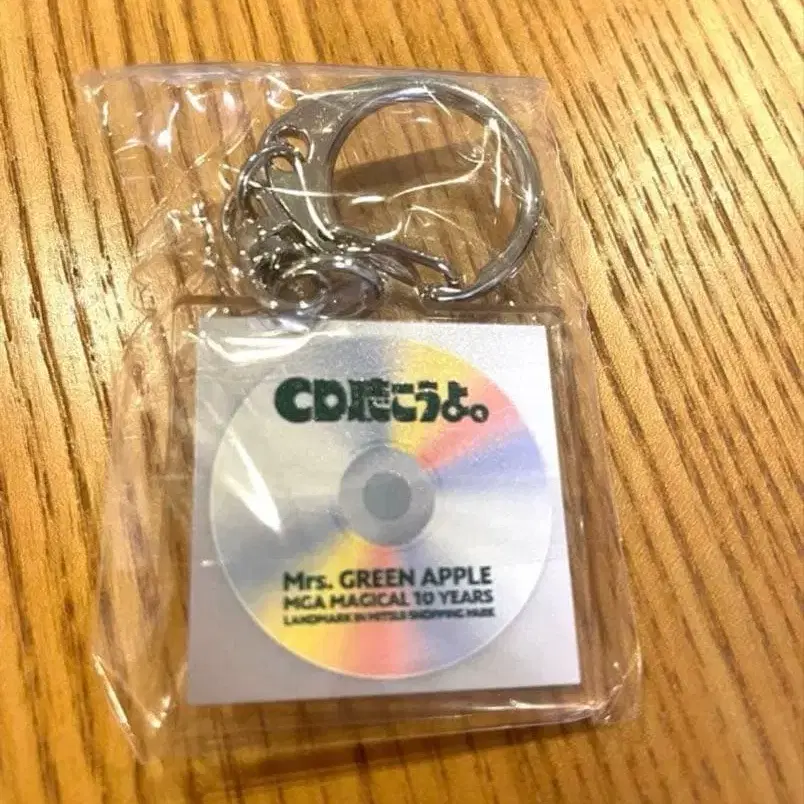 CD聴こうよ。
Mrs. GREEN APPLE
MGA MAGICAL 10 YEARS
LANDMARK IN MITSUI SHOPPING PARK